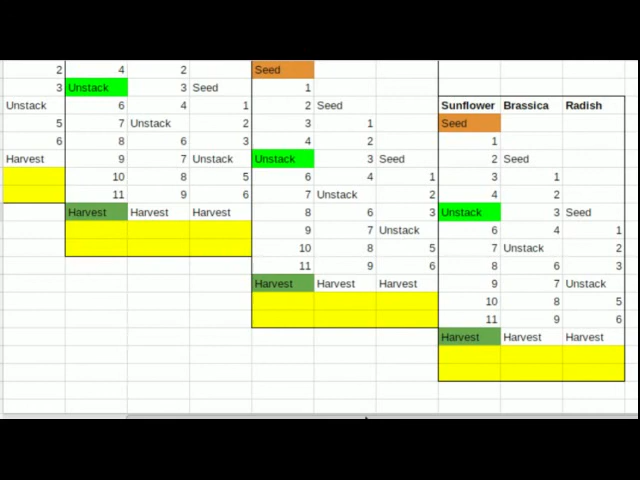 2 4 2 Seed
3 Unstack 3 Seed 1
Unstack 6 4 1 2 Seed Sunflower Brassica Radish
5 7 Unstack 2 3 1 Seed
6 8 6 3 4 2 1
Harvest 9 7 Unstack Unstack 3 Seed 2 Seed
10 8 5 6 4 1 3 1
11 9 6 7 Unstack 2 4 2
Harvest Harvest Harvest 8 6 3 Unstack 3 Seed
9 7 Unstack 6 4 1
10 8 5 7 Unstack 2
11 9 6 8 6 3
Harvest Harvest Harvest 9 7 Unstack
10 8 5
11 9 6
Harvest Harvest Harvest